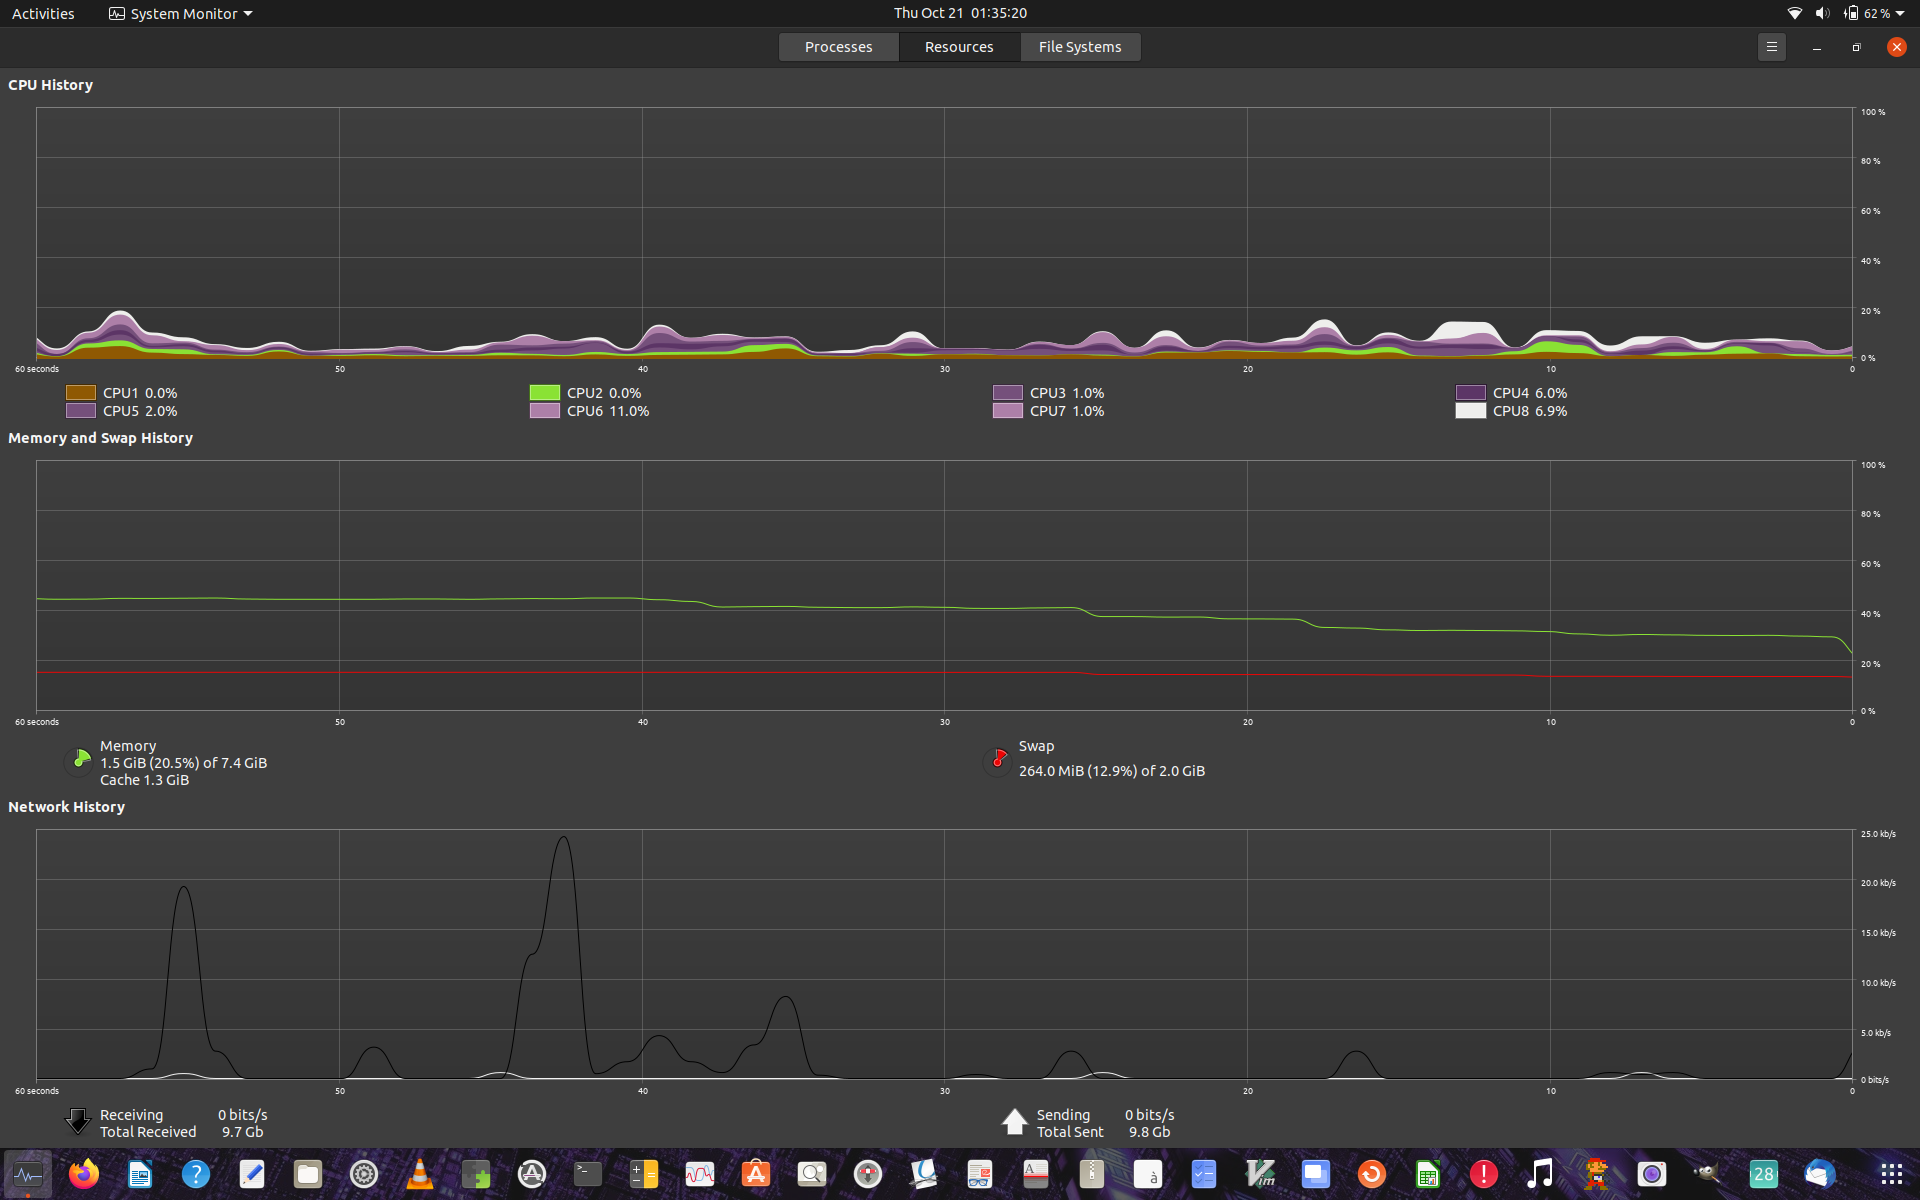 Activities System Monitor Thu Oct 21 01:35:20 62 %
Processes Resources File Systems
CPU History
100 %
80 %
60 %
40 %
20 %
0 %
60 seconds 50 40 30 20 10 0
CPU1 0.0% CPU2 0.0% CPU3 1.0% CPU4 6.0%
CPU5 2.0% CPU6 11.0% CPU7 1.0% CPU8 6.9%
Memory and Swap History
100 %
80 %
60 %
40 %
20 %
0 %
60 seconds 50 40 30 20 10 0
Memory Swap
1.5 GiB (20.5%) of 7.4 GiB 264.0 MiB (12.9%) of 2.0 GiB
Cache 1.3 GiB
Network History
25.0 kb/s
20.0 kb/s
15.0 kb/s
10.0 kb/s
5.0 kb/s
0 bits/s
60 seconds 50 40 30 20 10 0
Receiving 0 bits/s Sending 0 bits/s
Total Received 9.7 Gb Total Sent 9.8 Gb
? >_ A à Vim ! 28